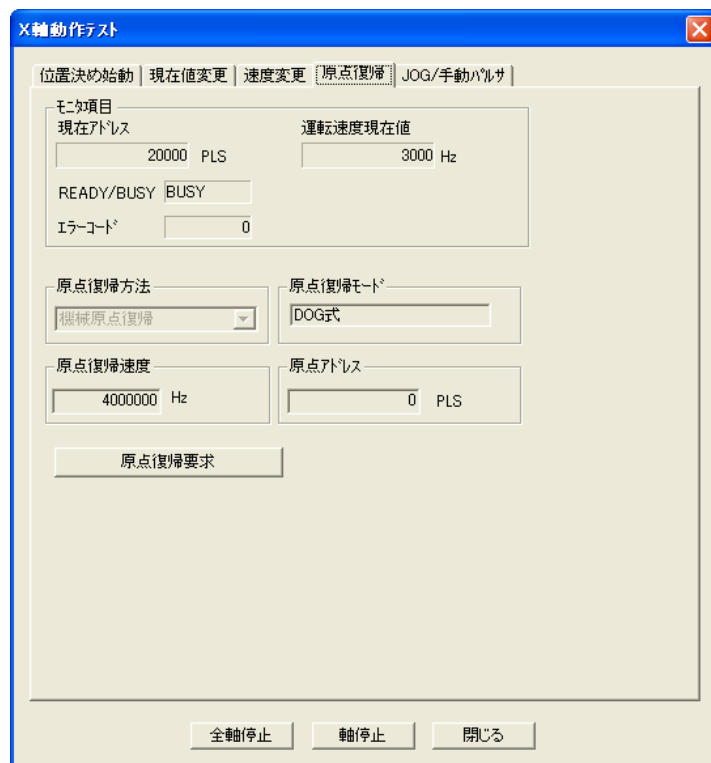 X軸動作テスト
位置決め始動 現在値変更 速度変更 原点復帰 JOG/手動パルサ
モニタ項目
現在アドレス 運転速度現在値
20000 PLS 3000 Hz
READY/BUSY BUSY
エラーコード 0
原点復帰方法 原点復帰モード
機械原点復帰 DOG式
原点復帰速度 原点アドレス
4000000 Hz 0 PLS
原点復帰要求
全軸停止 軸停止 閉じる